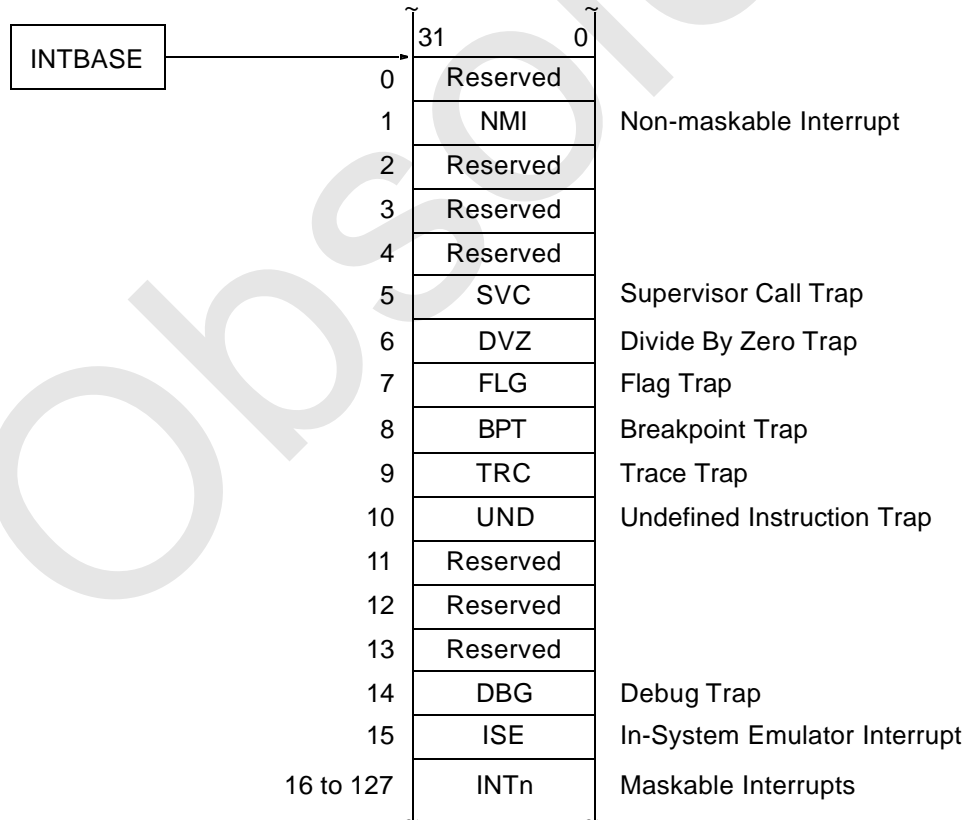 31 0
INTBASE
0 Reserved
1 NMI Non-maskable Interrupt
2 Reserved
3 Reserved
4 Reserved
5 SVC Supervisor Call Trap
6 DVZ Divide By Zero Trap
7 FLG Flag Trap
8 BPT Breakpoint Trap
9 TRC Trace Trap
10 UND Undefined Instruction Trap
11 Reserved
12 Reserved
13 Reserved
14 DBG Debug Trap
15 ISE In-System Emulator Interrupt
16 to 127 INTn Maskable Interrupts
Obsol